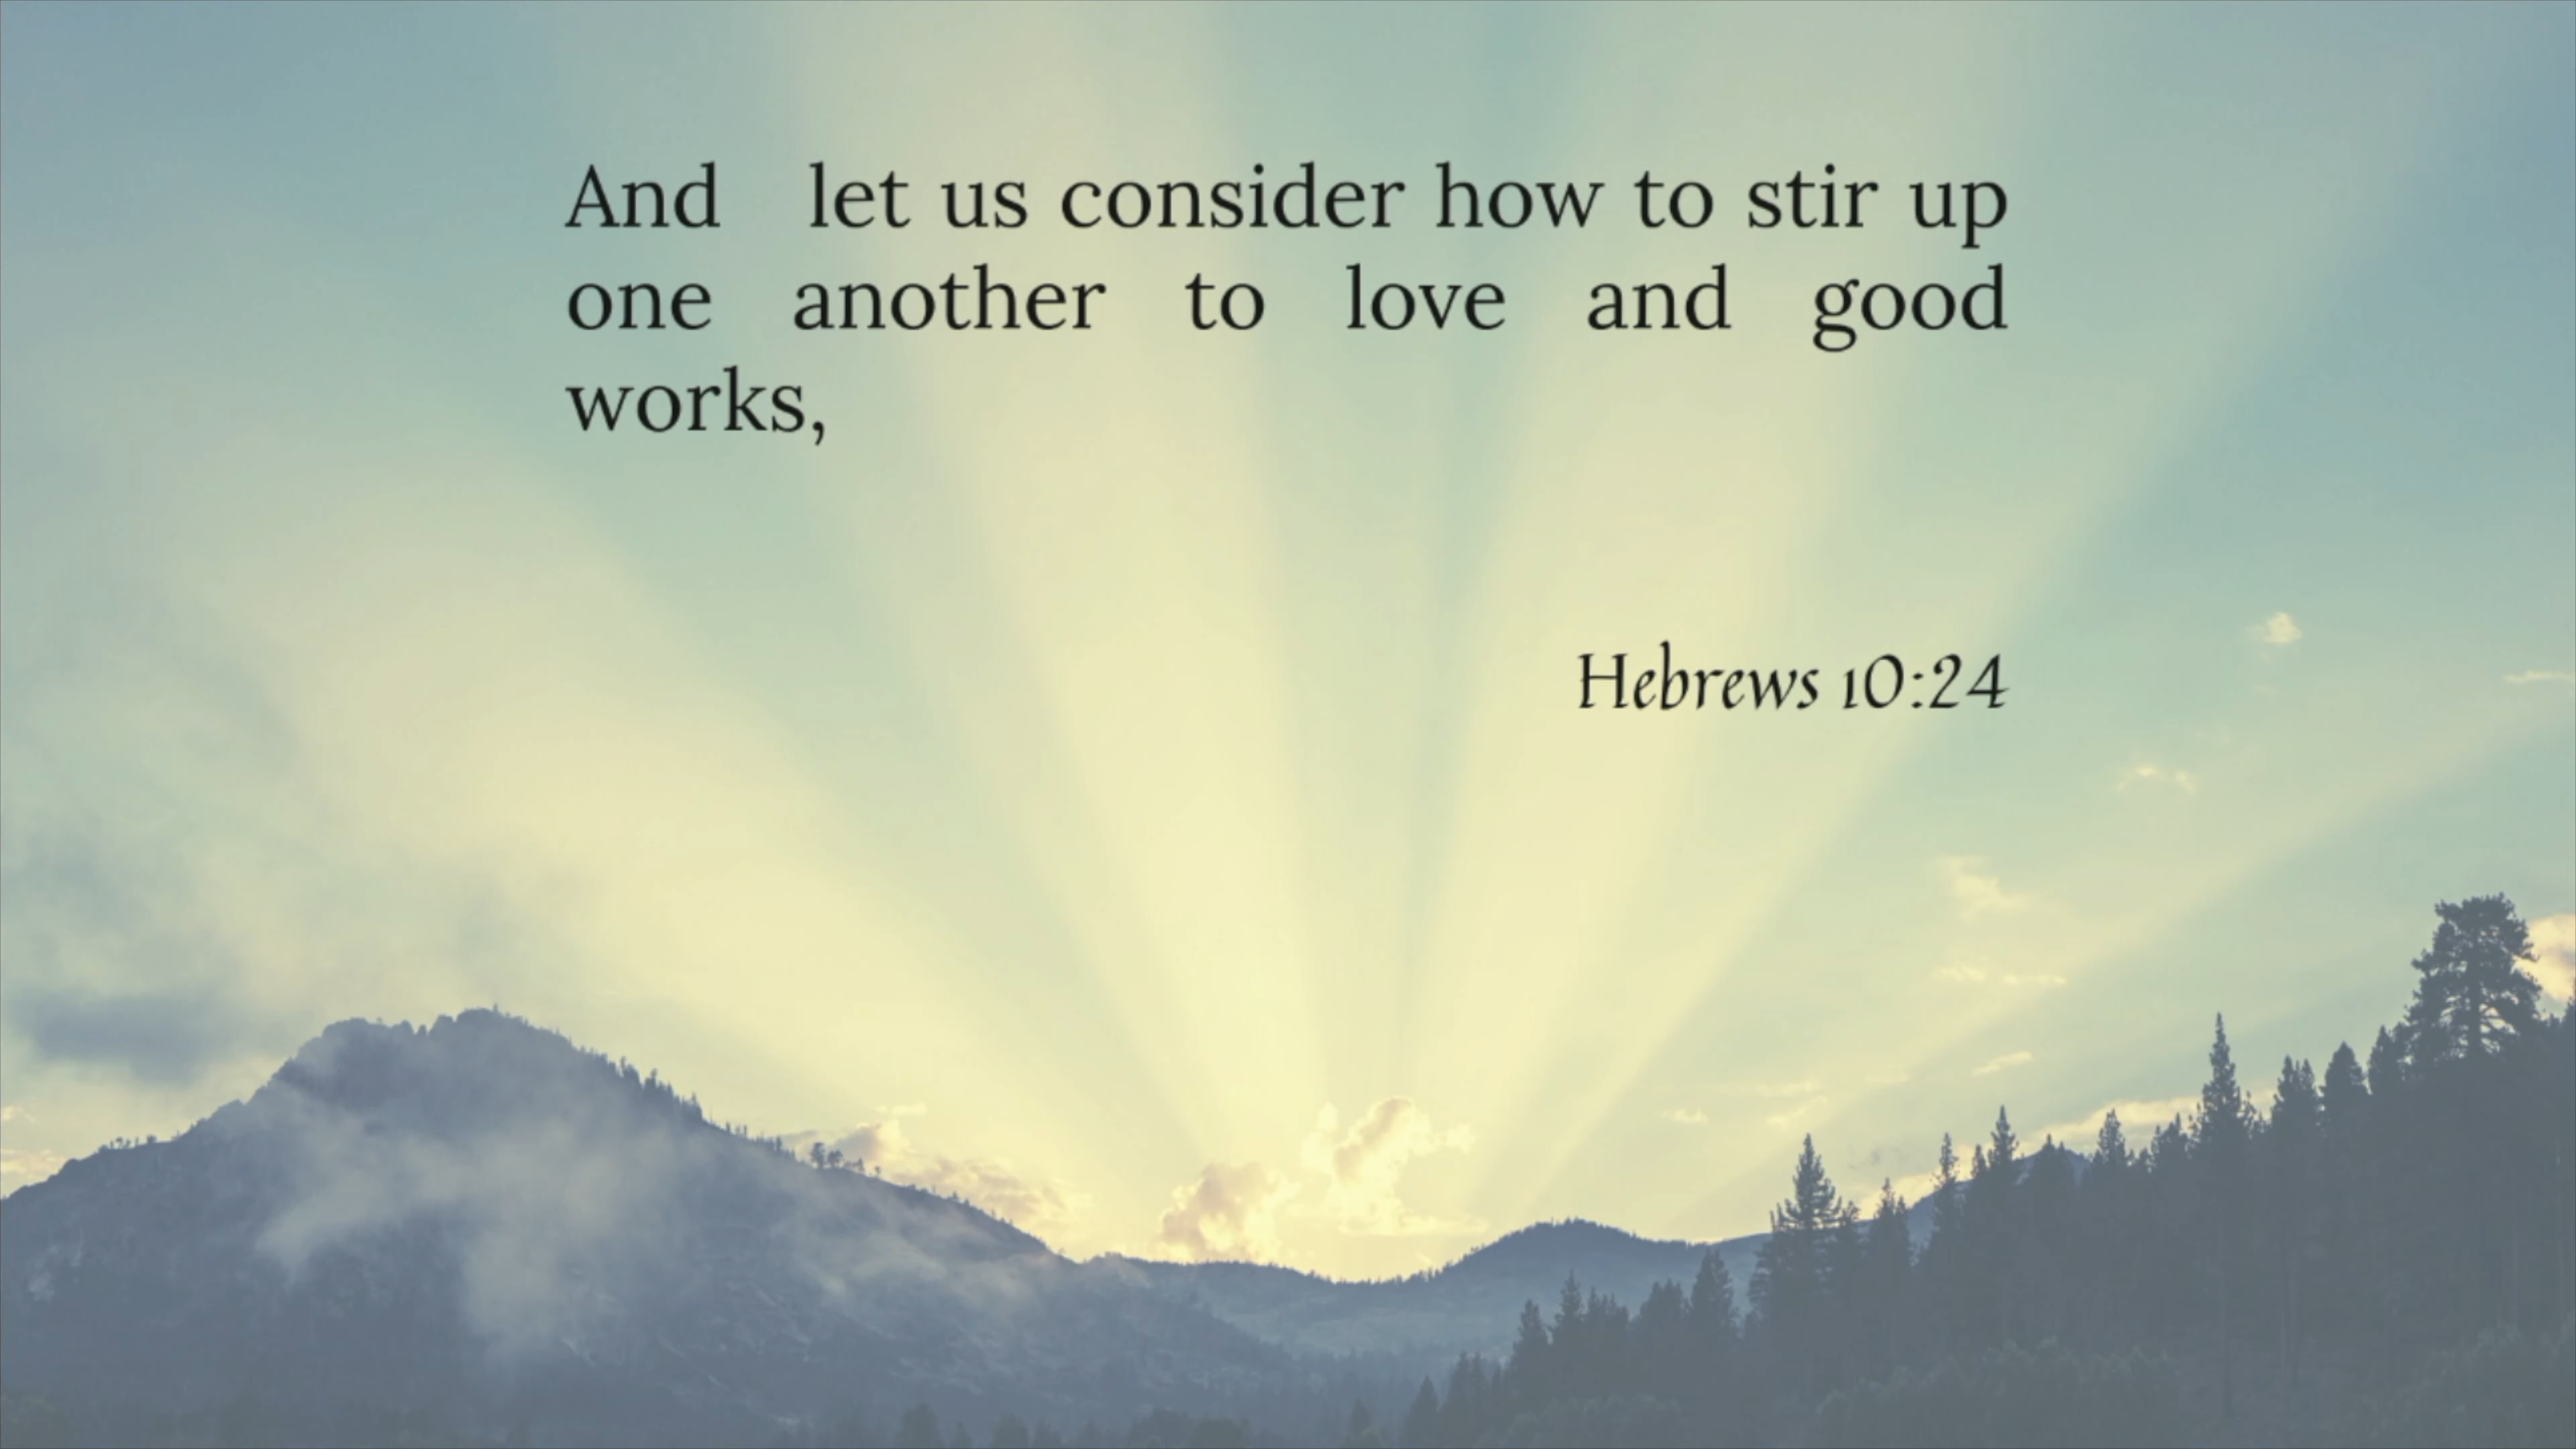 And let us consider how to stir up
one another to love and good
works,
Hebrews 10:24